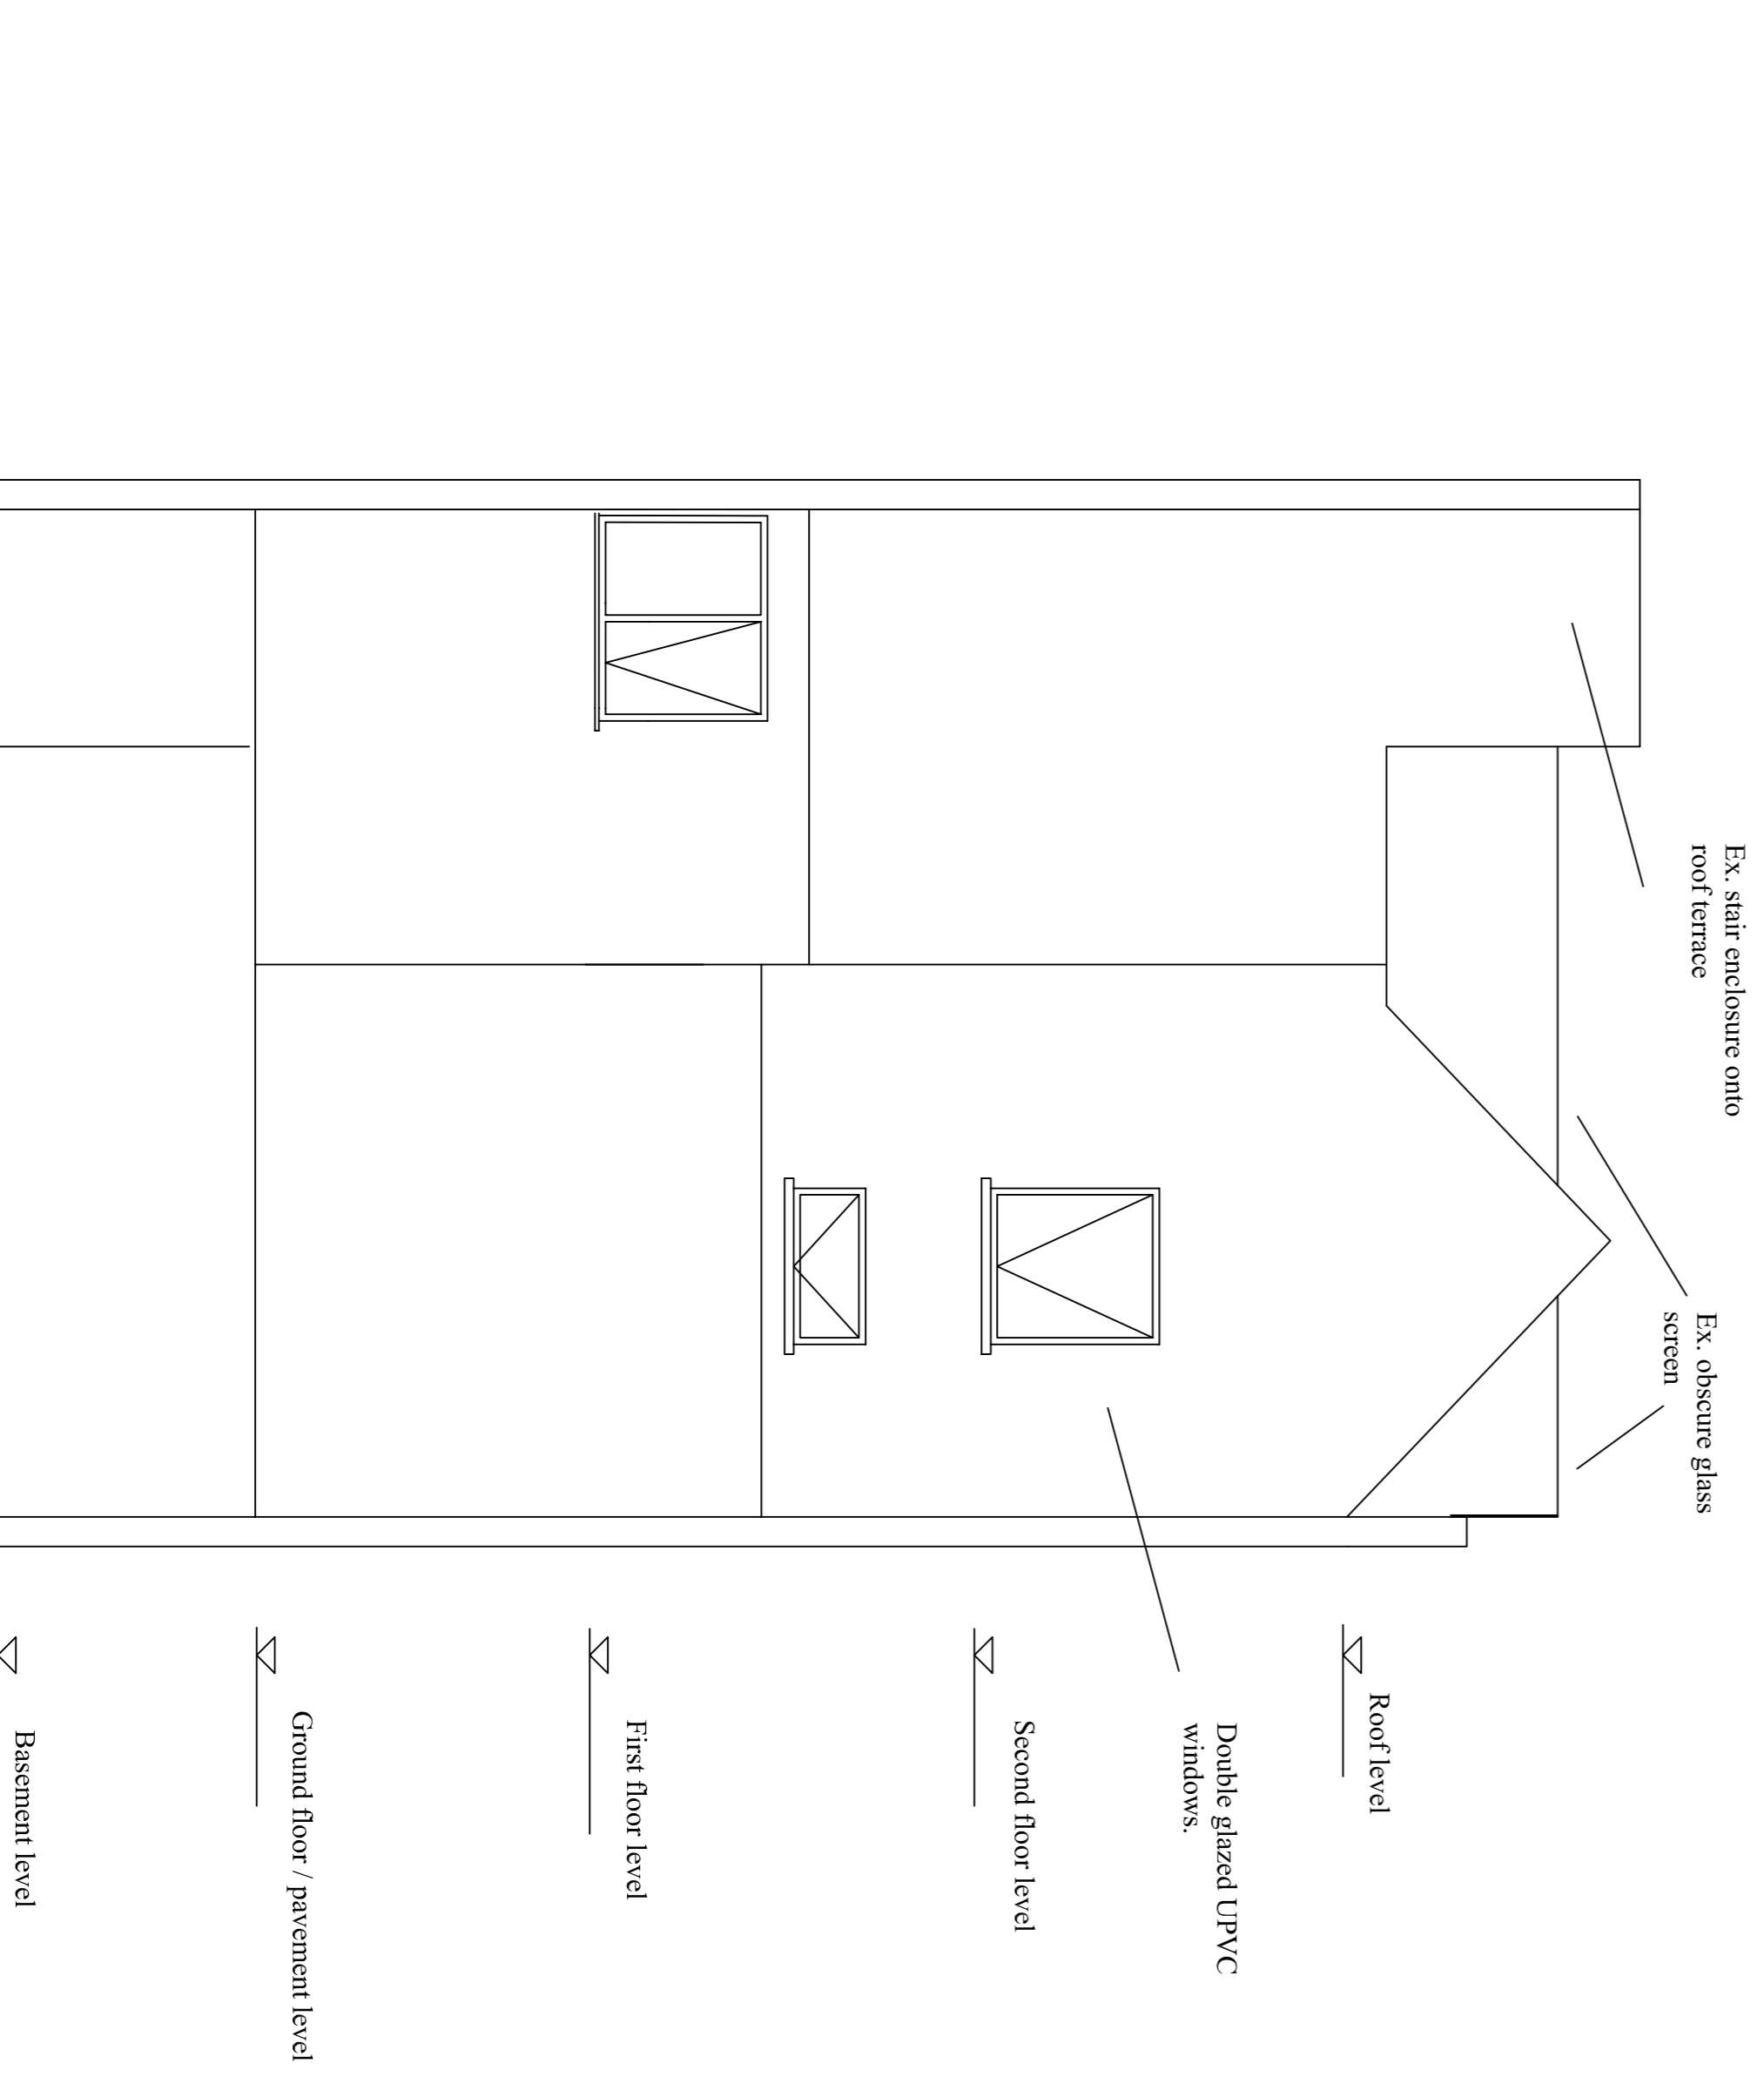 Ex. stair enclosure onto
roof terrace
Ex. obscure glass
screen
Roof level
Double glazed UPVC
windows.
Second floor level
First floor level
Ground floor / pavement level
Basement level